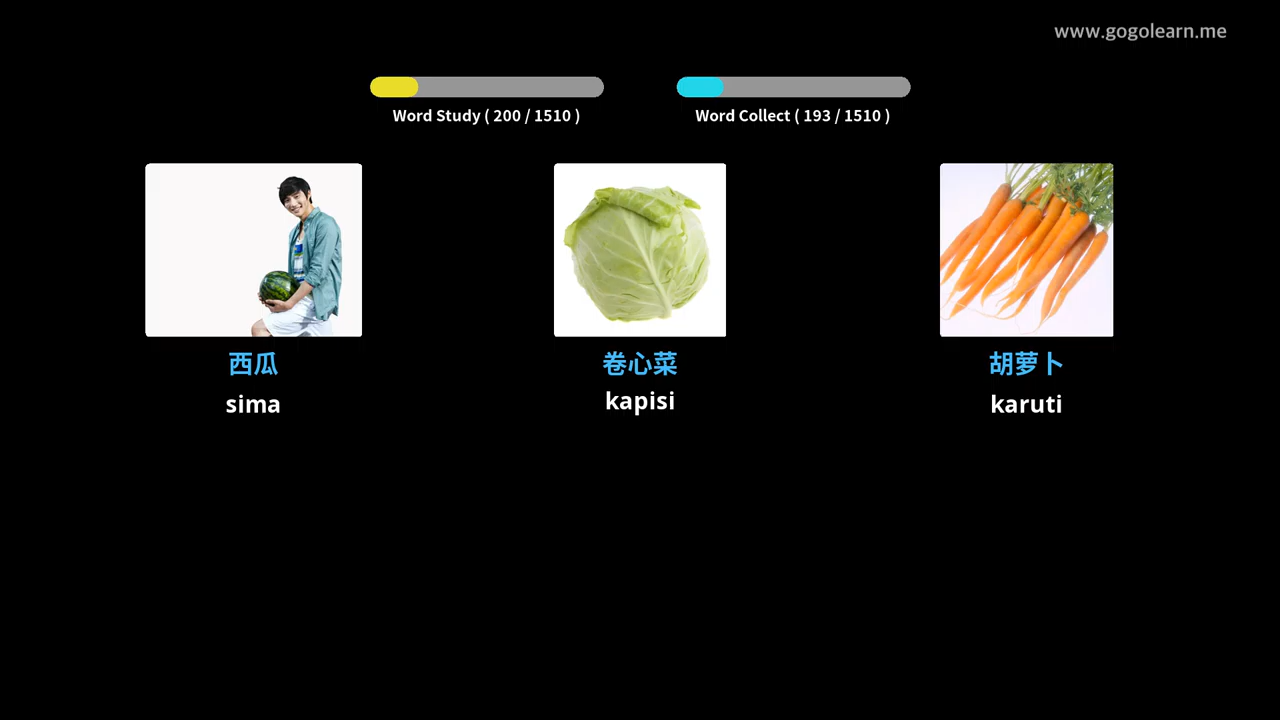 www.gogolearn.me
Word Study ( 200 / 1510 )
Word Collect ( 193 / 1510 )
西瓜
sima
卷心菜
kapisi
胡萝卜
karuti